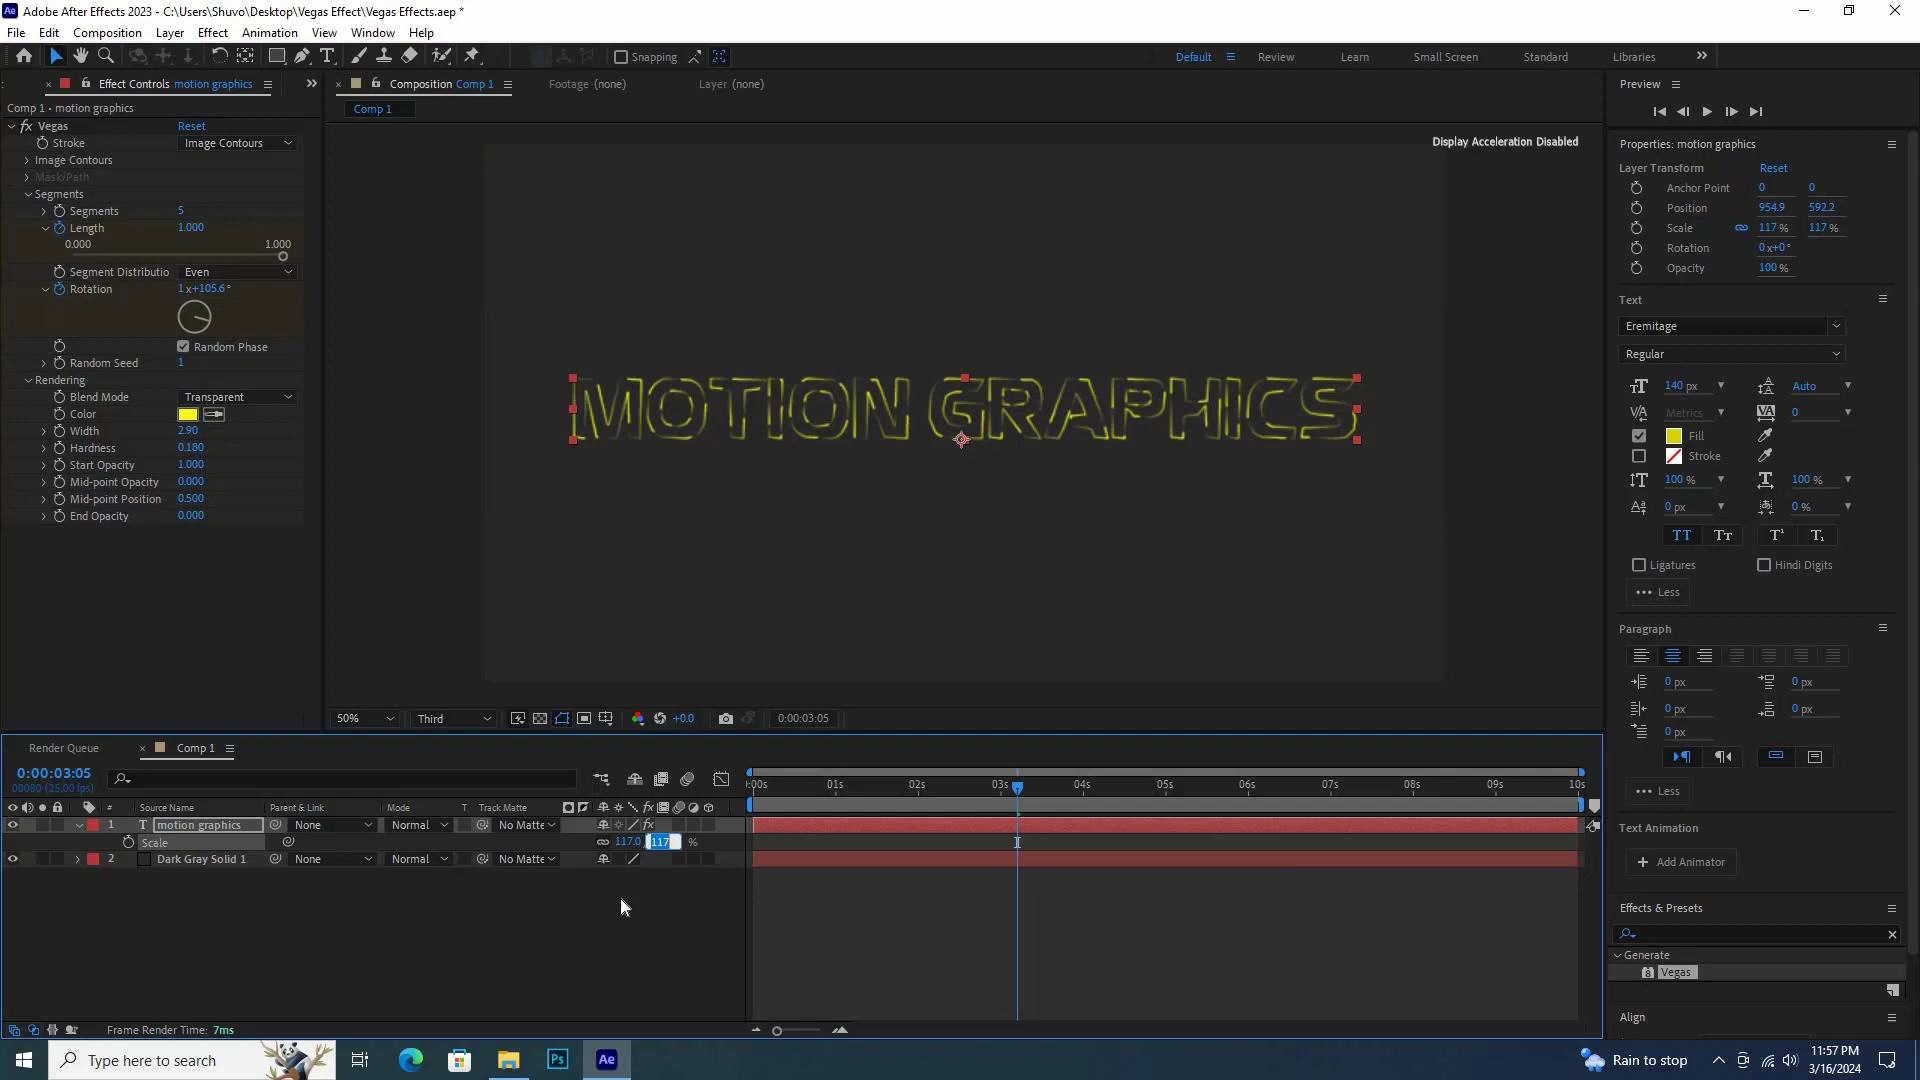 Adobe After Effects 2023 - C:\Users\Shuvo\Desktop\Vegas Effect\Vegas Effects.aep *
File Edit Composition Layer Effect Animation View Window Help
Snapping
Default Review Learn Small Screen Standard Libraries
Effect Controls motion graphics
Composition Comp 1
Footage (none)
Layer (none)
Preview
Comp 1 • motion graphics
Comp 1
Vegas Reset
Stroke Image Contours
Image Contours
Mask/Path
Segments
Segments 5
Length 1.000
0.000 1.000
Segment Distributio Even
Rotation 1x+105.6°
Random Phase
Random Seed 1
Rendering
Blend Mode Transparent
Color
Width 2.90
Hardness 0.180
Start Opacity 1.000
Mid-point Opacity 0.000
Mid-point Position 0.500
End Opacity 0.000
Display Acceleration Disabled
MOTION GRAPHICS
50% Third +0.0 0:00:03:05
Properties: motion graphics
Layer Transform Reset
Anchor Point 0 0
Position 954.9 592.2
Scale 117 % 117 %
Rotation 0x+0°
Opacity 100 %
Text
Eremitage
Regular
140 px Auto
Metrics 0
Fill
Stroke
100 % 100 %
0 px 0 %
TT Tт T¹ T₁
Ligatures Hindi Digits
Less
Paragraph
0 px 0 px
0 px 0 px
0 px
Less
Text Animation
Add Animator
Effects & Presets
Generate
Vegas
Align
Render Queue Comp 1
0:00:03:05
00080 (25.00 fps)
:00s 01s 02s 03s 04s 05s 06s 07s 08s 09s 10s
# Source Name Parent & Link Mode T Track Matte
1 T motion graphics None Normal No Matte
Scale 117.0 117 %
2 Dark Gray Solid 1 None Normal No Matte
Frame Render Time: 7ms
Type here to search
Ps
Ae
Rain to stop
11:57 PM
3/16/2024